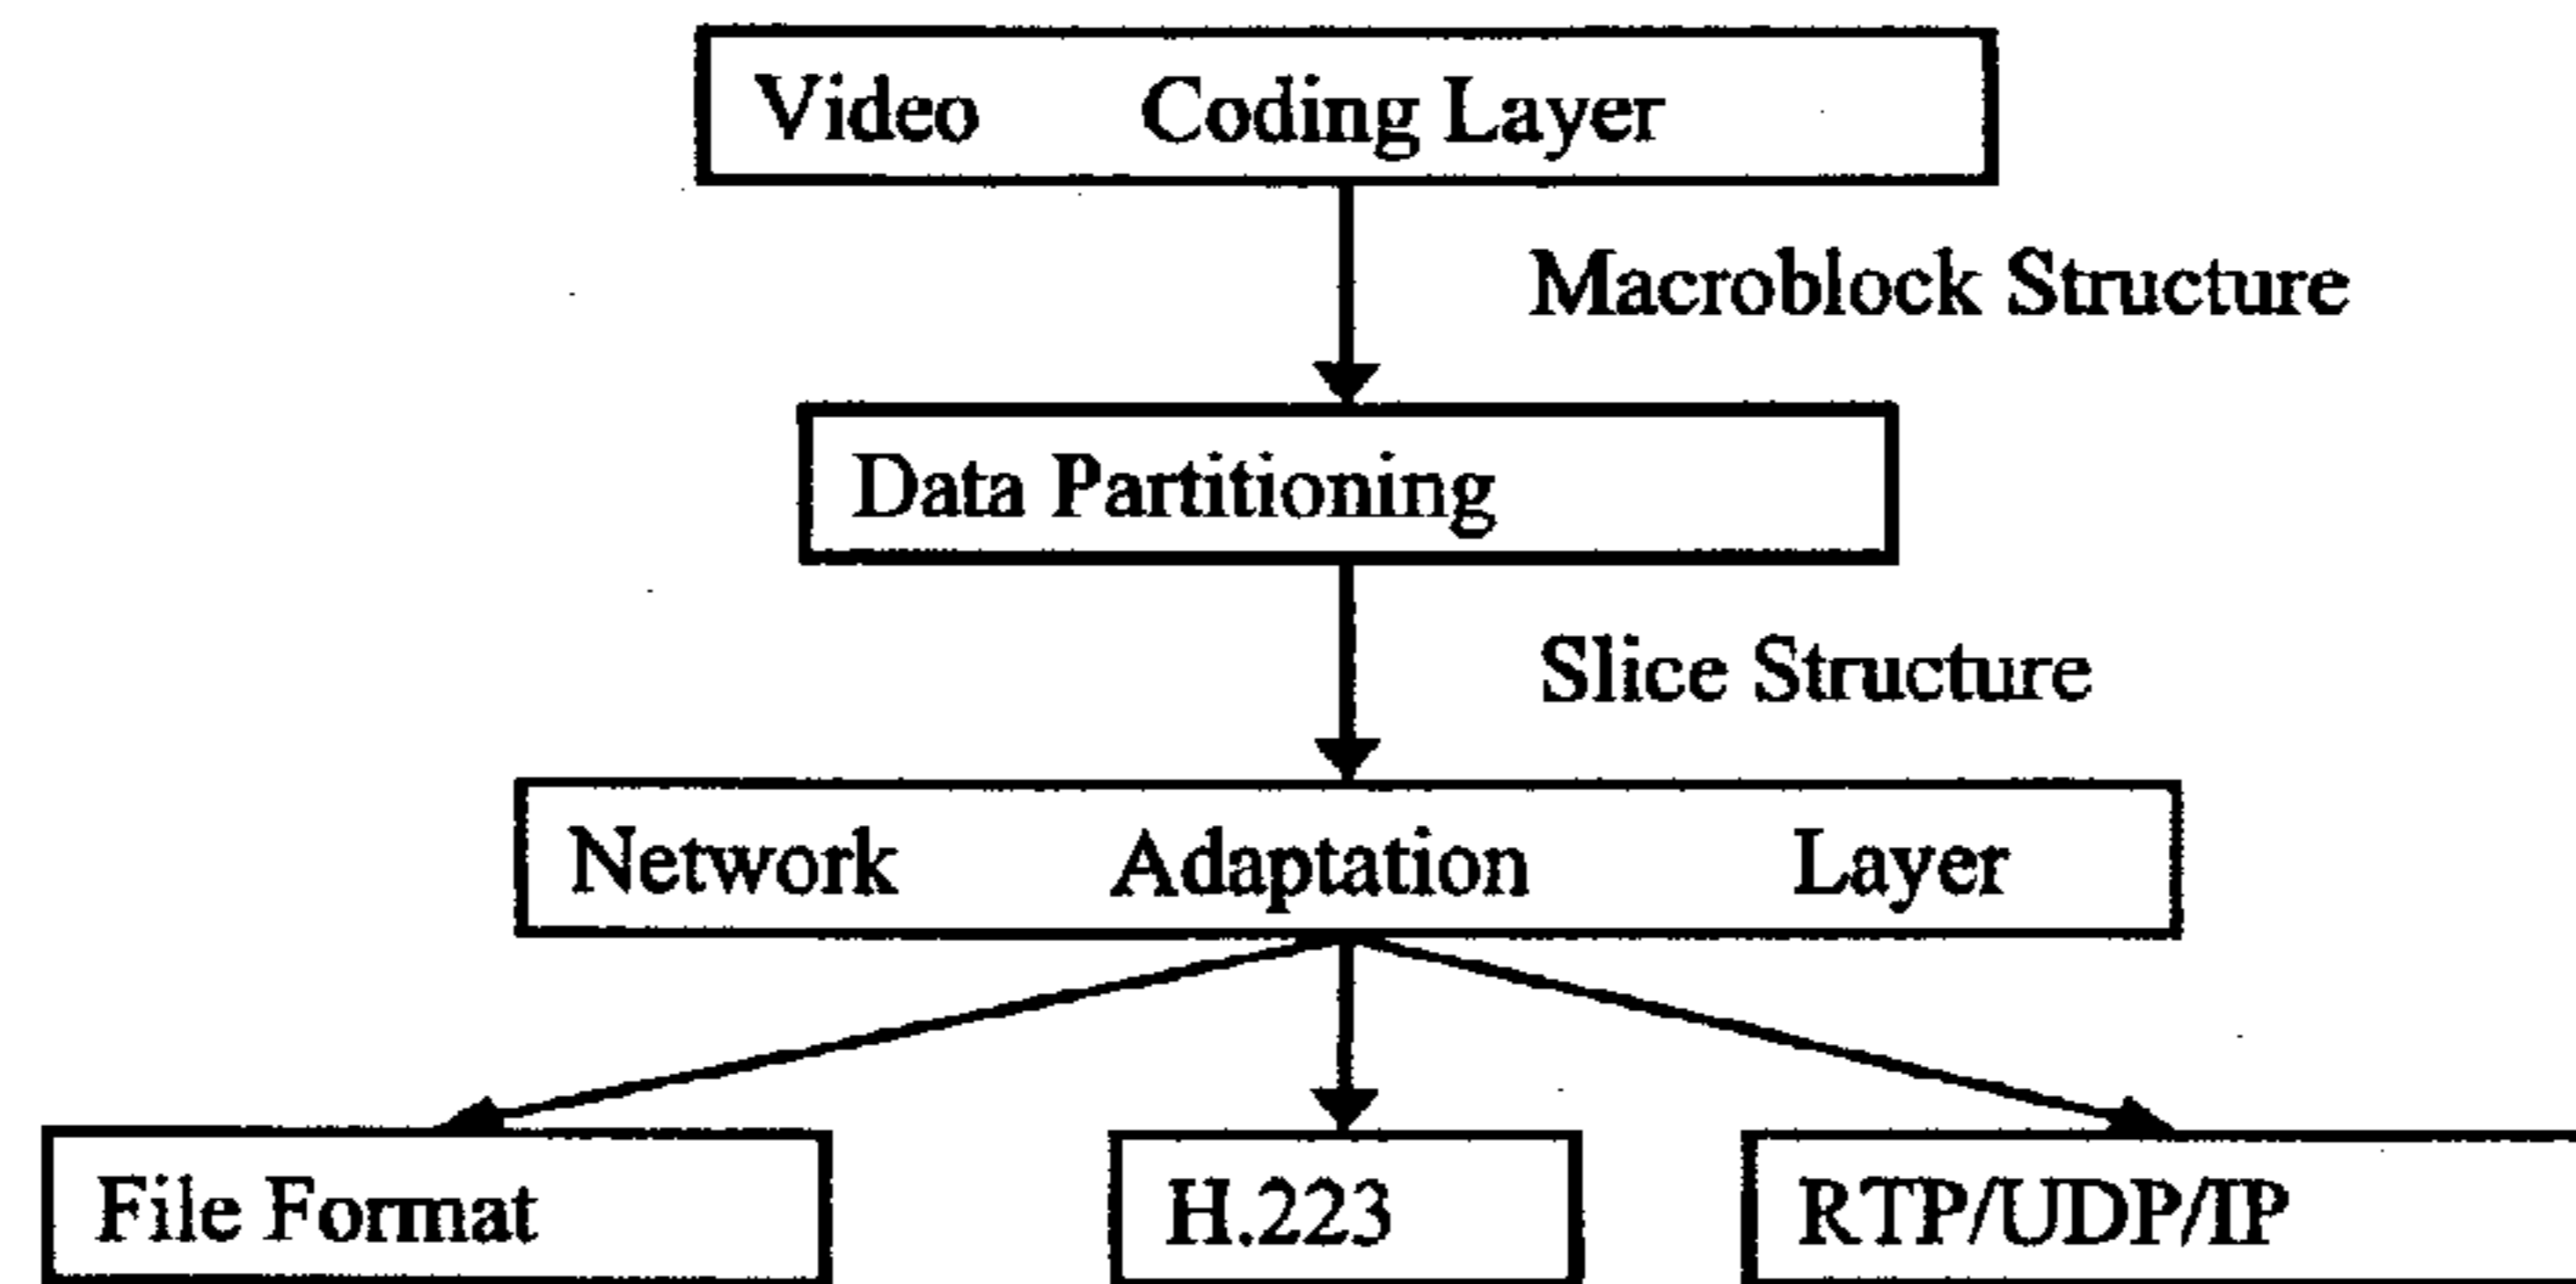 Video Coding Layer
Macroblock Structure
Data Partitioning
Slice Structure
Network Adaptation Layer
File Format
H.223
RTP/UDP/IP